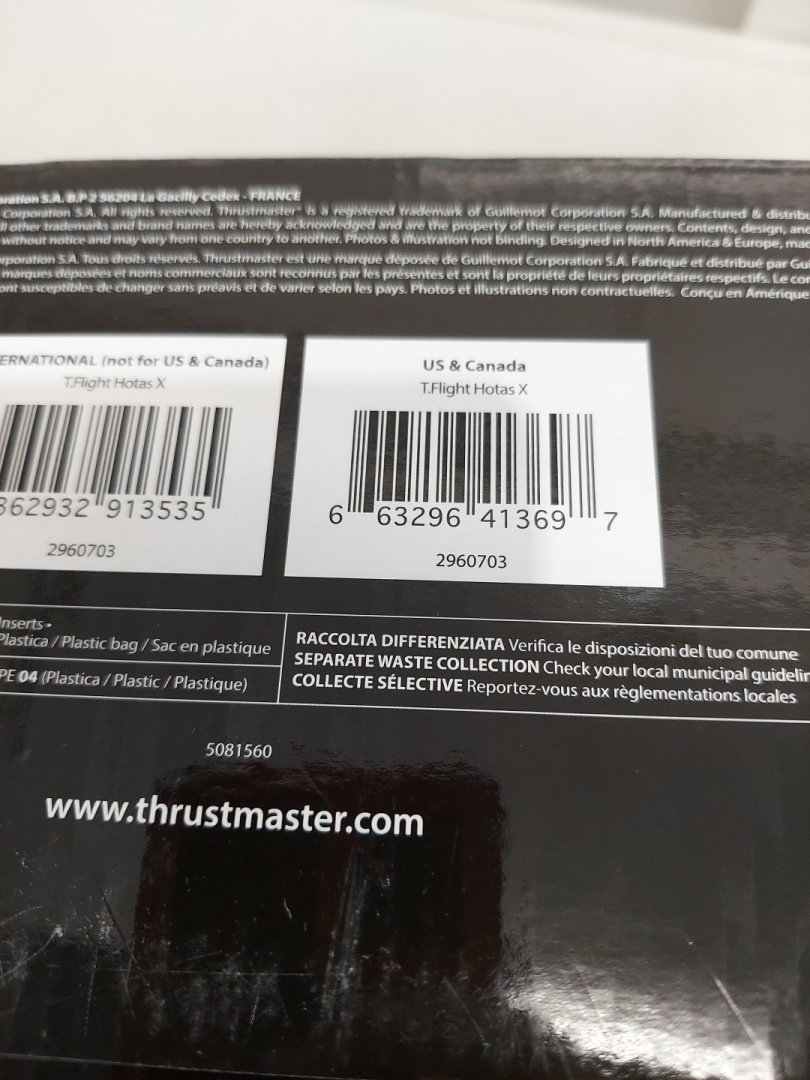 oration S.A. B.P 2 56204 La Gacilly Cedex - FRANCE
Corporation S.A. All rights reserved. Thrustmaster® is a registered trademark of Guillemot Corporation S.A. Manufactured & distrib
other trademarks and brand names are hereby acknowledged and are the property of their respective owners. Contents, design, and
without notice and may vary from one country to another. Photos & illustration not binding. Designed in North America & Europe, ma
rporation S.A. Tous droits réservés. Thrustmaster est une marque déposée de Guillemot Corporation S.A. Fabriqué et distribué par Gu
marques déposées et noms commerciaux sont reconnus par les présentes et sont la propriété de leurs propriétaires respectifs. Le con
ont susceptibles de changer sans préavis et de varier selon les pays. Photos et illustrations non contractuelles. Conçu en Amérique
ERNATIONAL (not for US & Canada)
T.Flight Hotas X
362932 913535
2960703
US & Canada
T.Flight Hotas X
6 63296 41369 7
2960703
Inserts •
Plastica / Plastic bag / Sac en plastique
PE 04 (Plastica / Plastic / Plastique)
RACCOLTA DIFFERENZIATA Verifica le disposizioni del tuo comune
SEPARATE WASTE COLLECTION Check your local municipal guidelin
COLLECTE SÉLECTIVE Reportez-vous aux règlementations locales
5081560
www.thrustmaster.com